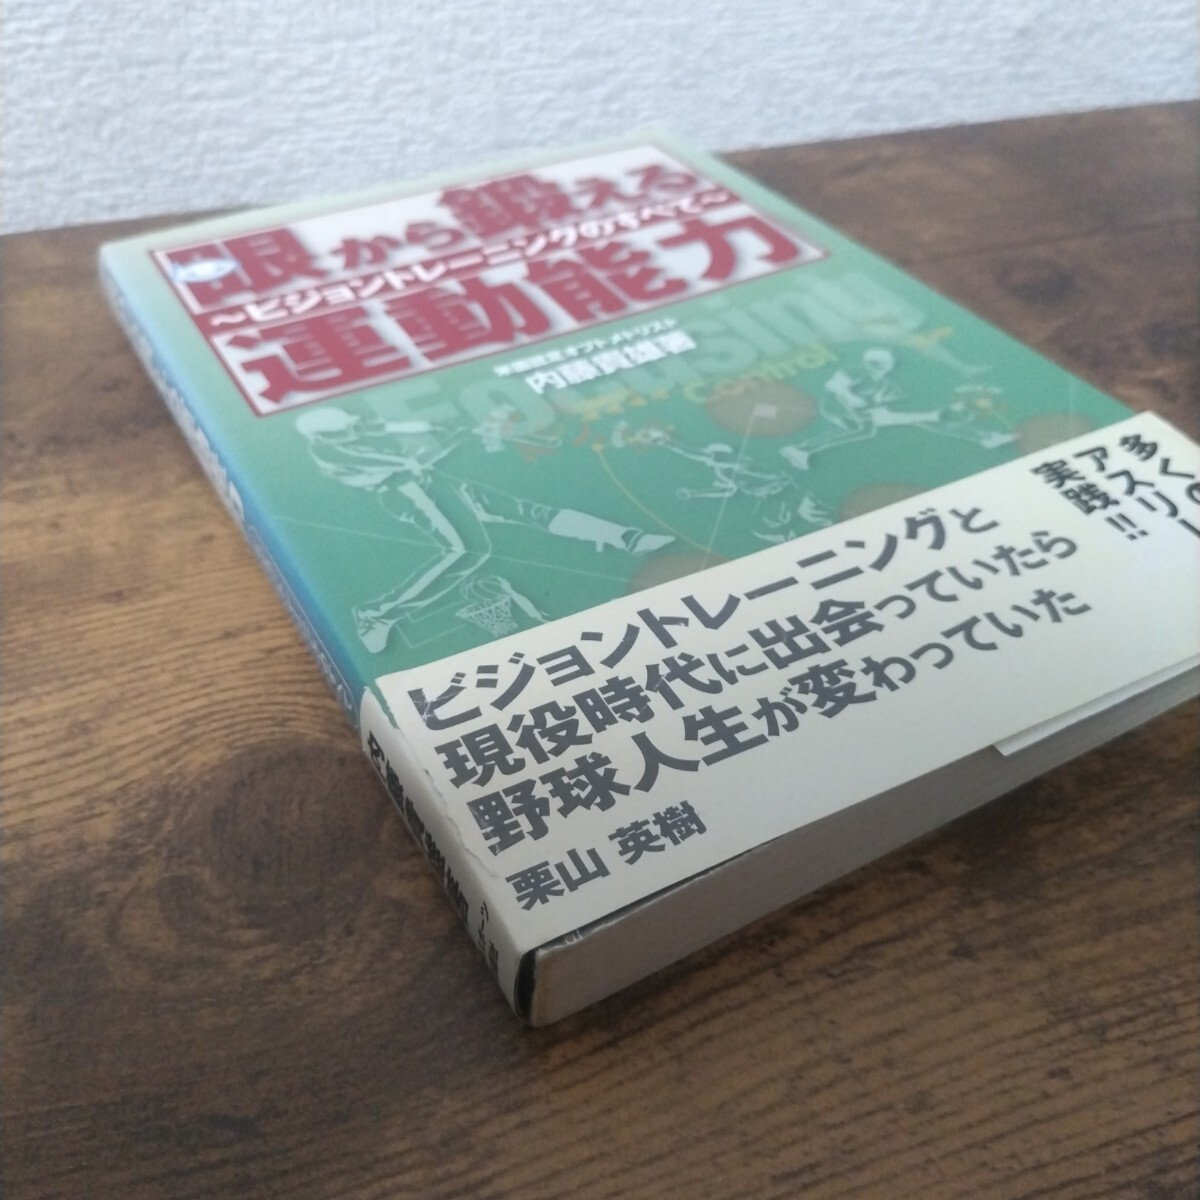 眼から鍛える
〜ビジョントレーニングのすべて〜
運動能力
米国認定オプトメトリスト
内藤貴雄著
Focusing
Control
多くの
アスリー
実践!!
ビジョントレーニングと
現役時代に出会っていたら
野球人生が変わっていた
栗山 英樹